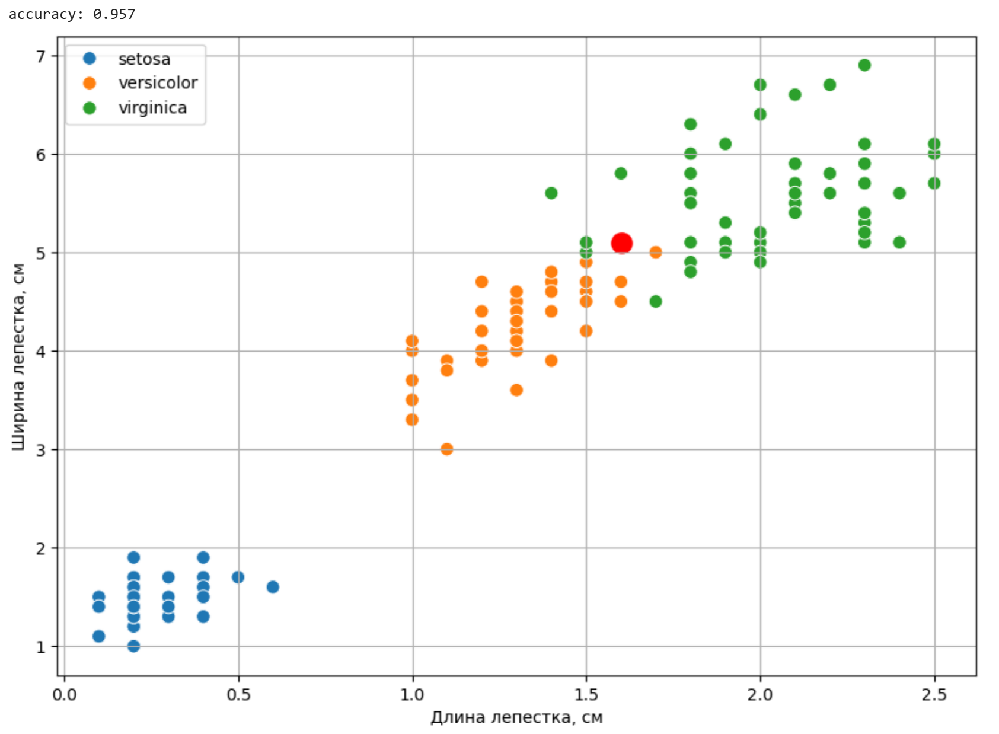 accuracy: 0.957
setosa
versicolor
virginica
7
6
5
4
3
2
1
Ширина лепестка, см
0.0 0.5 1.0 1.5 2.0 2.5
Длина лепестка, см